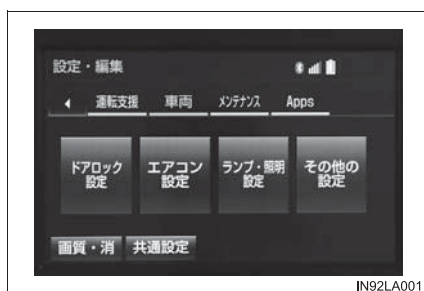 設定・編集
運転支援 車両 メンテナンス Apps
ドアロック エアコン ランプ・照明 その他の
設定 設定 設定 設定
画質・消 共通設定
IN92LA001